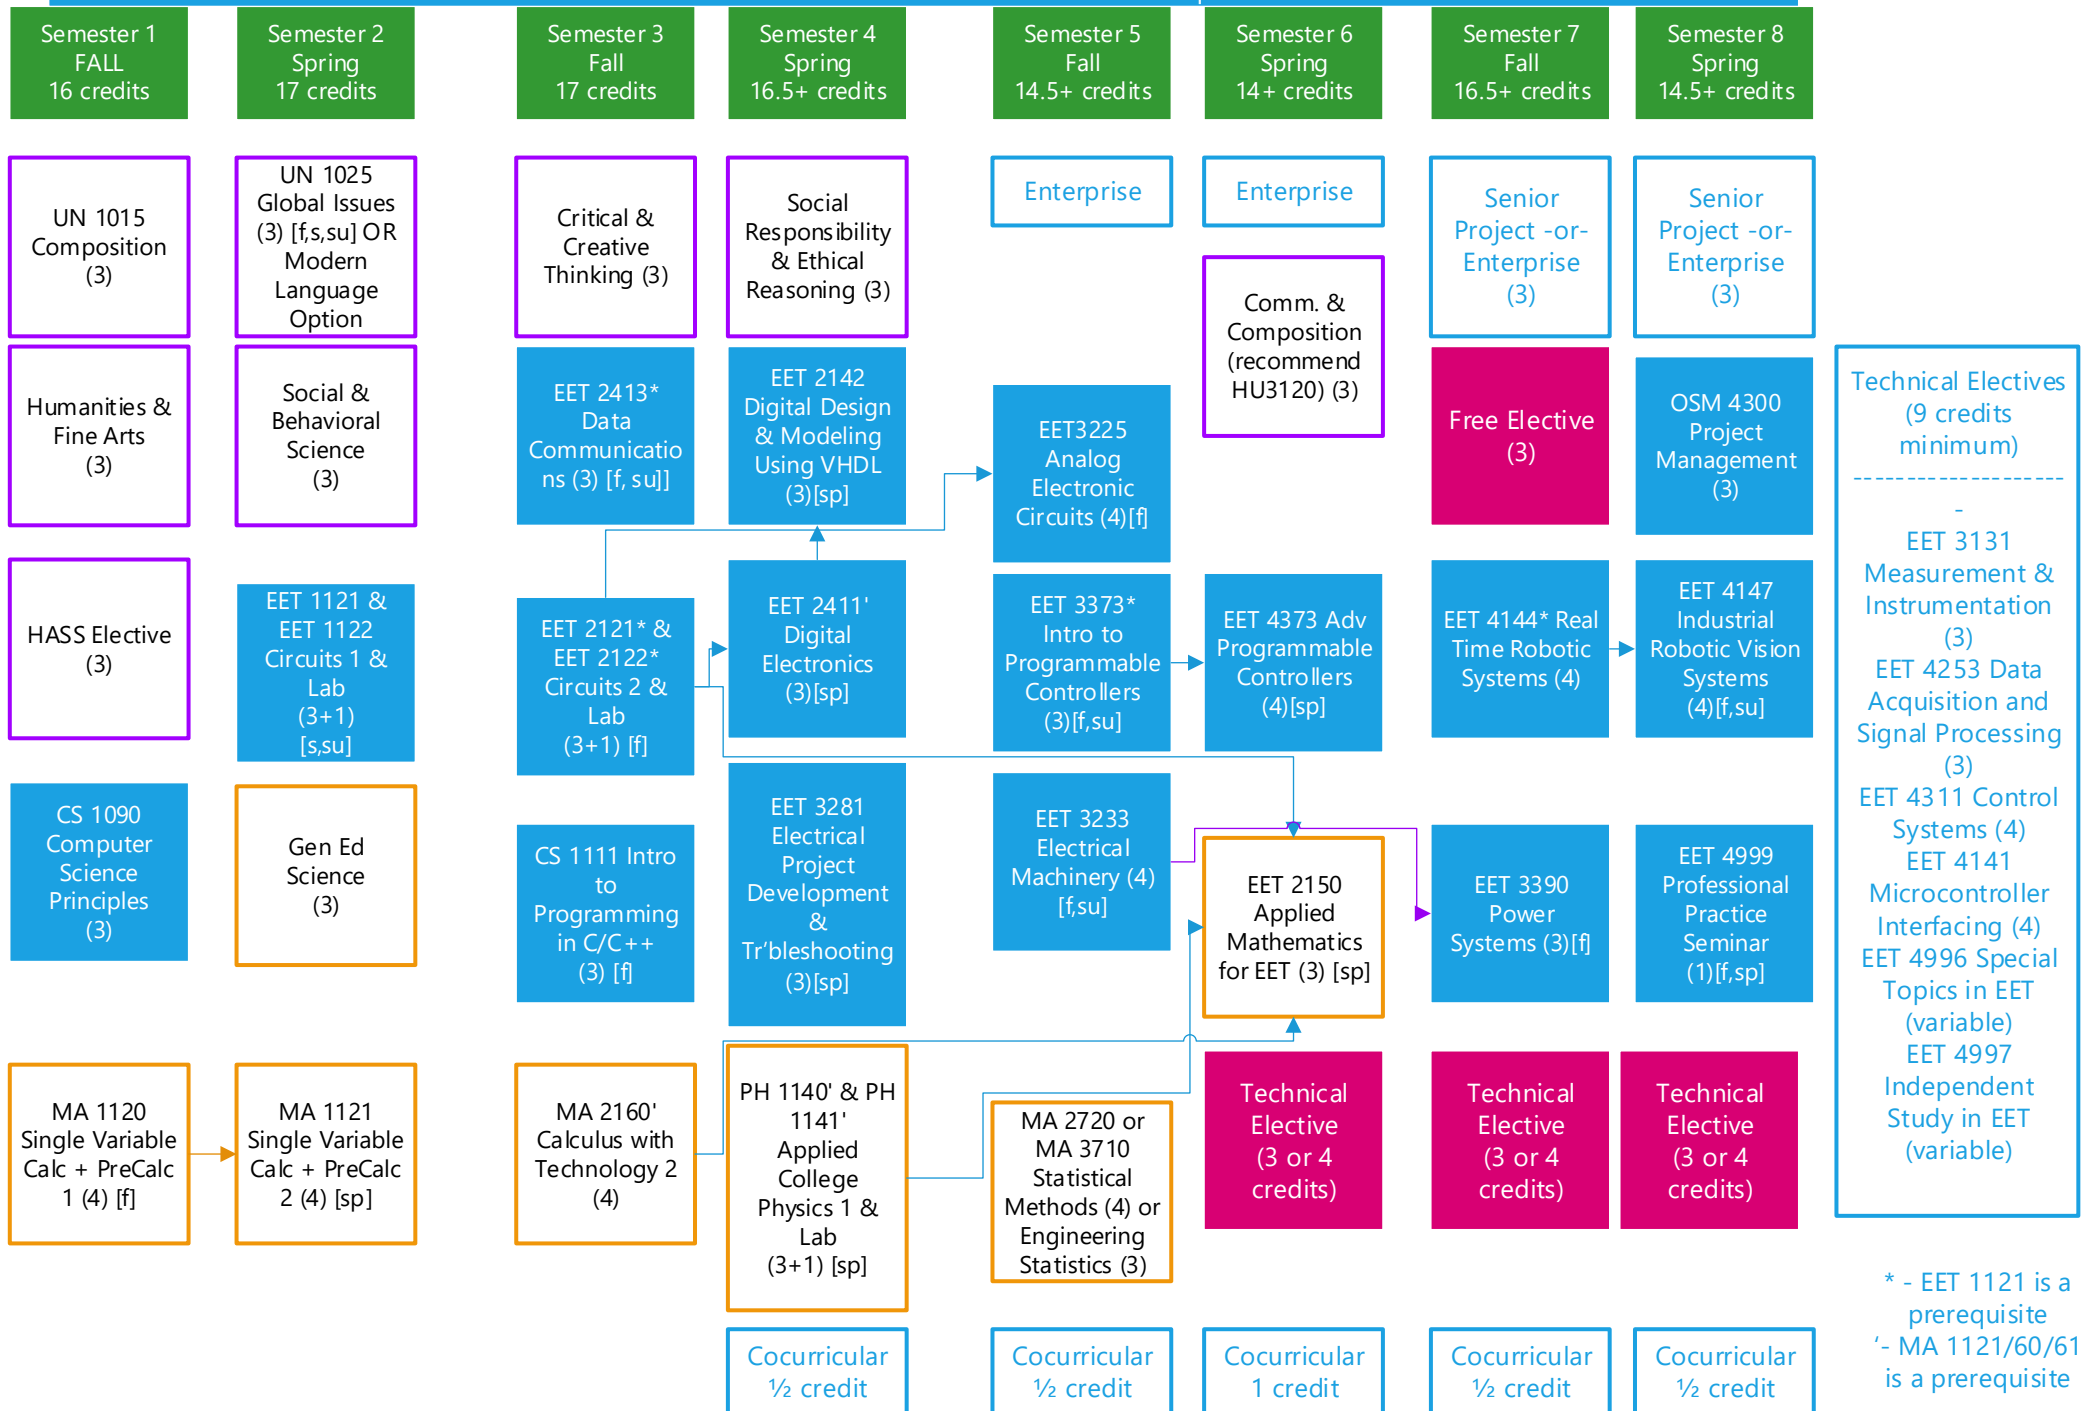 Semester 1
FALL
16 credits
Semester 2
Spring
17 credits
Semester 3
Fall
17 credits
Semester 4
Spring
16.5+ credits
Semester 5
Fall
14.5+ credits
Semester 6
Spring
14+ credits
Semester 7
Fall
16.5+ credits
Semester 8
Spring
14.5+ credits
UN 1015
Composition
(3)
UN 1025
Global Issues
(3) [f,s,su] OR
Modern
Language
Option
Critical &
Creative
Thinking (3)
Social
Responsibility
& Ethical
Reasoning (3)
Enterprise
Enterprise
Senior
Project -or-
Enterprise
(3)
Senior
Project -or-
Enterprise
(3)
Comm. &
Composition
(recommend
HU3120) (3)
Humanities &
Fine Arts
(3)
Social &
Behavioral
Science
(3)
EET 2413*
Data
Communicatio
ns (3) [f, su]]
EET 2142
Digital Design
& Modeling
Using VHDL
(3)[sp]
EET3225
Analog
Electronic
Circuits (4)[f]
Free Elective
(3)
OSM 4300
Project
Management
(3)
HASS Elective
(3)
EET 1121 &
EET 1122
Circuits 1 &
Lab
(3+1)
[s,su]
EET 2121* &
EET 2122*
Circuits 2 &
Lab
(3+1) [f]
EET 2411'
Digital
Electronics
(3)[sp]
EET 3373*
Intro to
Programmable
Controllers
(3)[f,su]
EET 4373 Adv
Programmable
Controllers
(4)[sp]
EET 4144* Real
Time Robotic
Systems (4)
EET 4147
Industrial
Robotic Vision
Systems
(4)[f,su]
CS 1090
Computer
Science
Principles
(3)
Gen Ed
Science
(3)
CS 1111 Intro
to
Programming
in C/C++
(3) [f]
EET 3281
Electrical
Project
Development
&
Tr'bleshooting
(3)[sp]
EET 3233
Electrical
Machinery (4)
[f,su]
EET 2150
Applied
Mathematics
for EET (3) [sp]
EET 3390
Power
Systems (3)[f]
EET 4999
Professional
Practice
Seminar
(1)[f,sp]
MA 1120
Single Variable
Calc + PreCalc
1 (4) [f]
MA 1121
Single Variable
Calc + PreCalc
2 (4) [sp]
MA 2160'
Calculus with
Technology 2
(4)
PH 1140' & PH
1141'
Applied
College
Physics 1 &
Lab
(3+1) [sp]
MA 2720 or
MA 3710
Statistical
Methods (4) or
Engineering
Statistics (3)
Technical
Elective
(3 or 4
credits)
Technical
Elective
(3 or 4
credits)
Technical
Elective
(3 or 4
credits)
Cocurricular
½ credit
Cocurricular
½ credit
Cocurricular
1 credit
Cocurricular
½ credit
Cocurricular
½ credit
Technical Electives
(9 credits
minimum)
--------------------
-
EET 3131
Measurement &
Instrumentation
(3)
EET 4253 Data
Acquisition and
Signal Processing
(3)
EET 4311 Control
Systems (4)
EET 4141
Microcontroller
Interfacing (4)
EET 4996 Special
Topics in EET
(variable)
EET 4997
Independent
Study in EET
(variable)
* - EET 1121 is a
prerequisite
‘- MA 1121/60/61
is a prerequisite